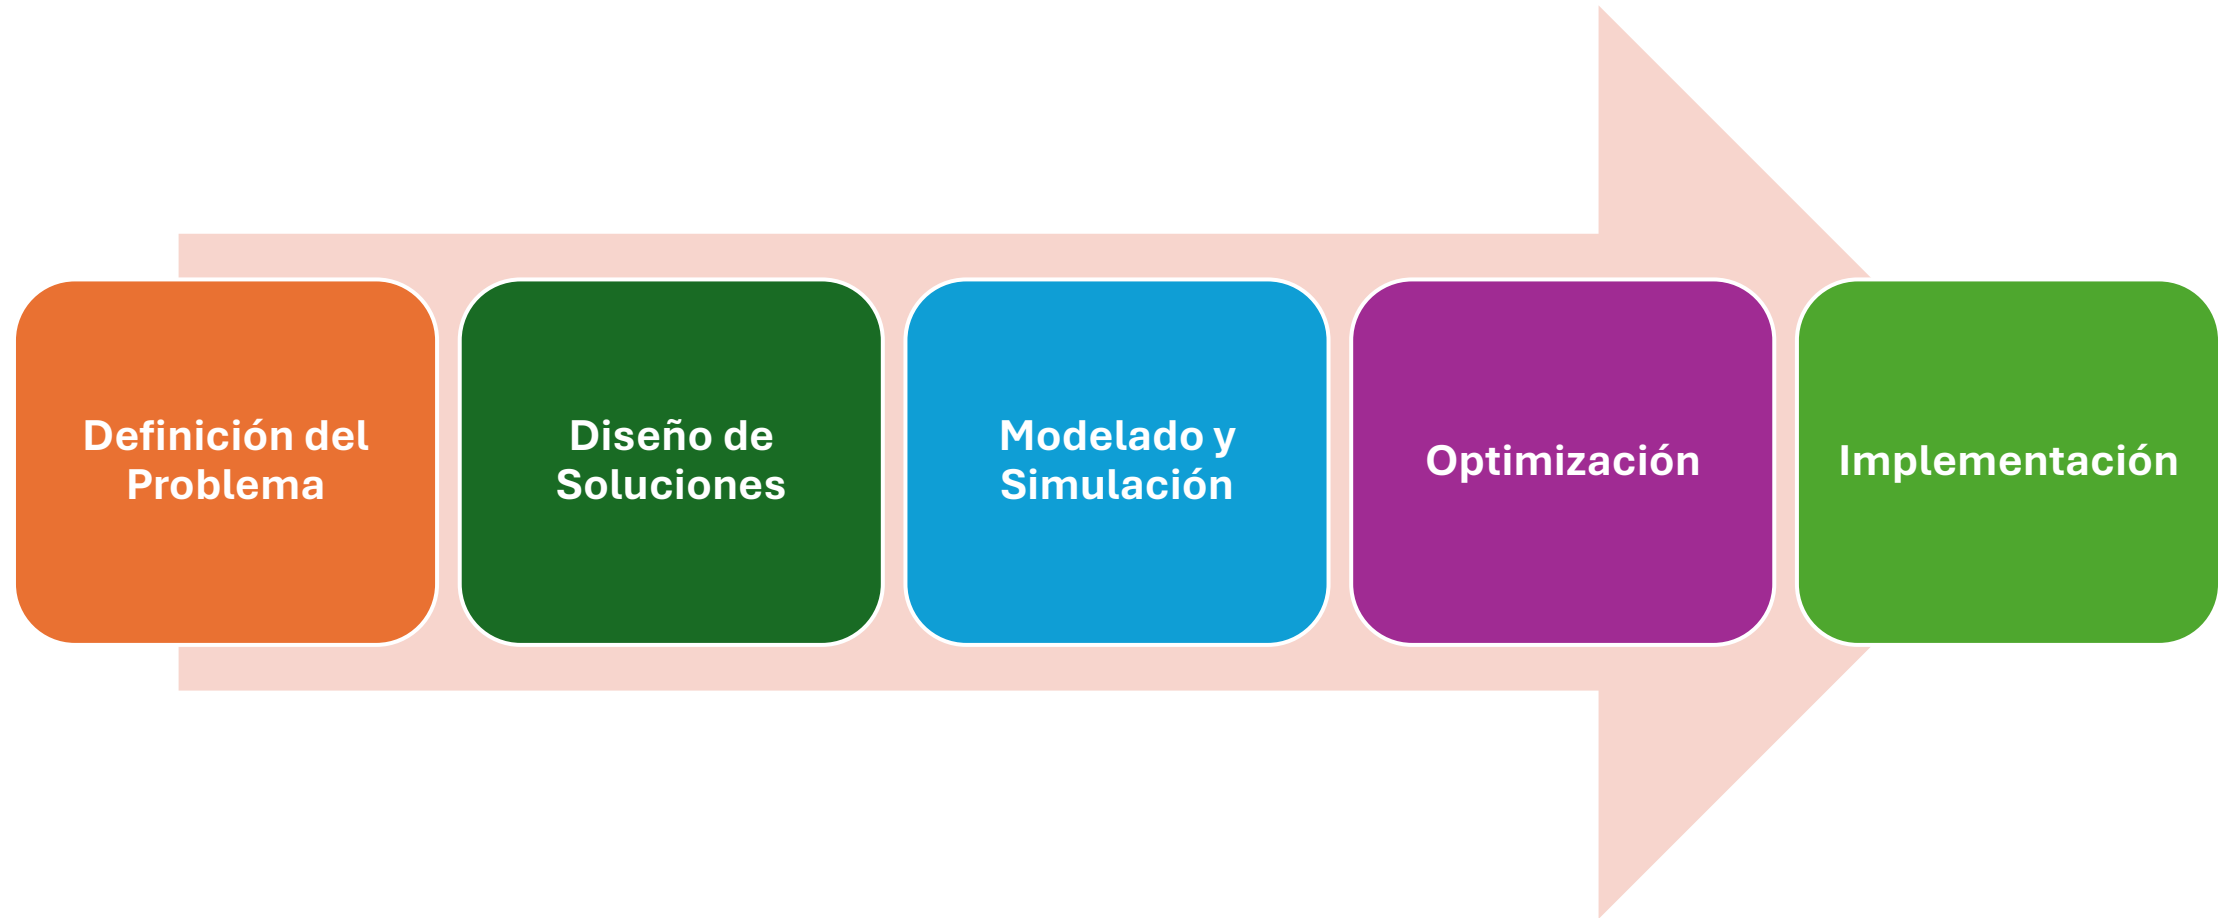 Definición del
Problema
Diseño de
Soluciones
Modelado y
Simulación
Optimización
Implementación